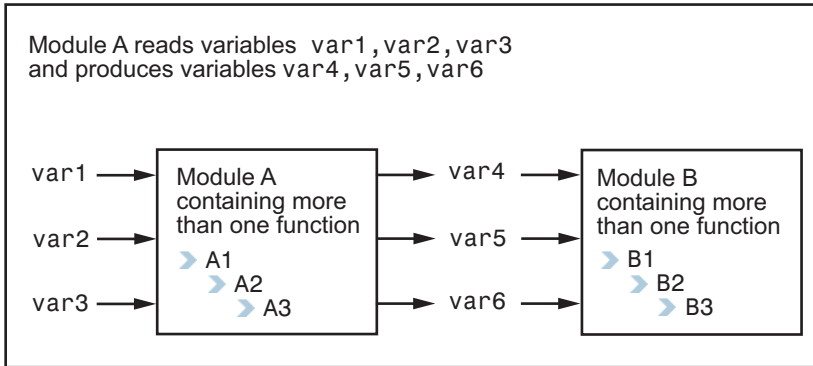 Module A reads variables var1,var2,var3
and produces variables var4,var5,var6
var1
var2
var3
Module A
containing more
than one function
A1
A2
A3
var4
var5
var6
Module B
containing more
than one function
B1
B2
B3